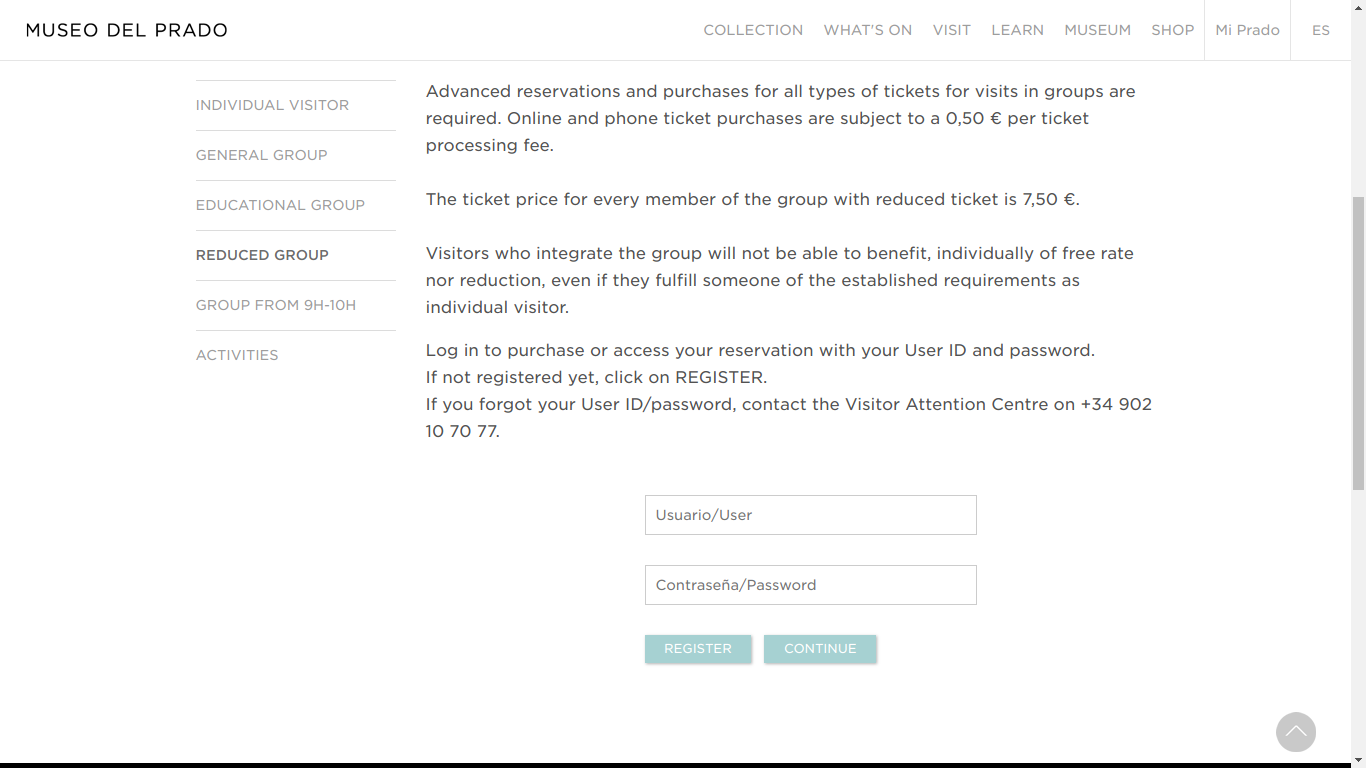 MUSEO DEL PRADO
COLLECTION
WHAT'S ON
VISIT
LEARN
MUSEUM
SHOP
Mi Prado
ES
INDIVIDUAL VISITOR
GENERAL GROUP
EDUCATIONAL GROUP
REDUCED GROUP
GROUP FROM 9H-10H
ACTIVITIES
Advanced reservations and purchases for all types of tickets for visits in groups are
required. Online and phone ticket purchases are subject to a 0,50 € per ticket
processing fee.
The ticket price for every member of the group with reduced ticket is 7,50 €.
Visitors who integrate the group will not be able to benefit, individually of free rate
nor reduction, even if they fulfill someone of the established requirements as
individual visitor.
Log in to purchase or access your reservation with your User ID and password.
If not registered yet, click on REGISTER.
If you forgot your User ID/password, contact the Visitor Attention Centre on +34 902
10 70 77.
Usuario/User
Contraseña/Password
REGISTER
CONTINUE